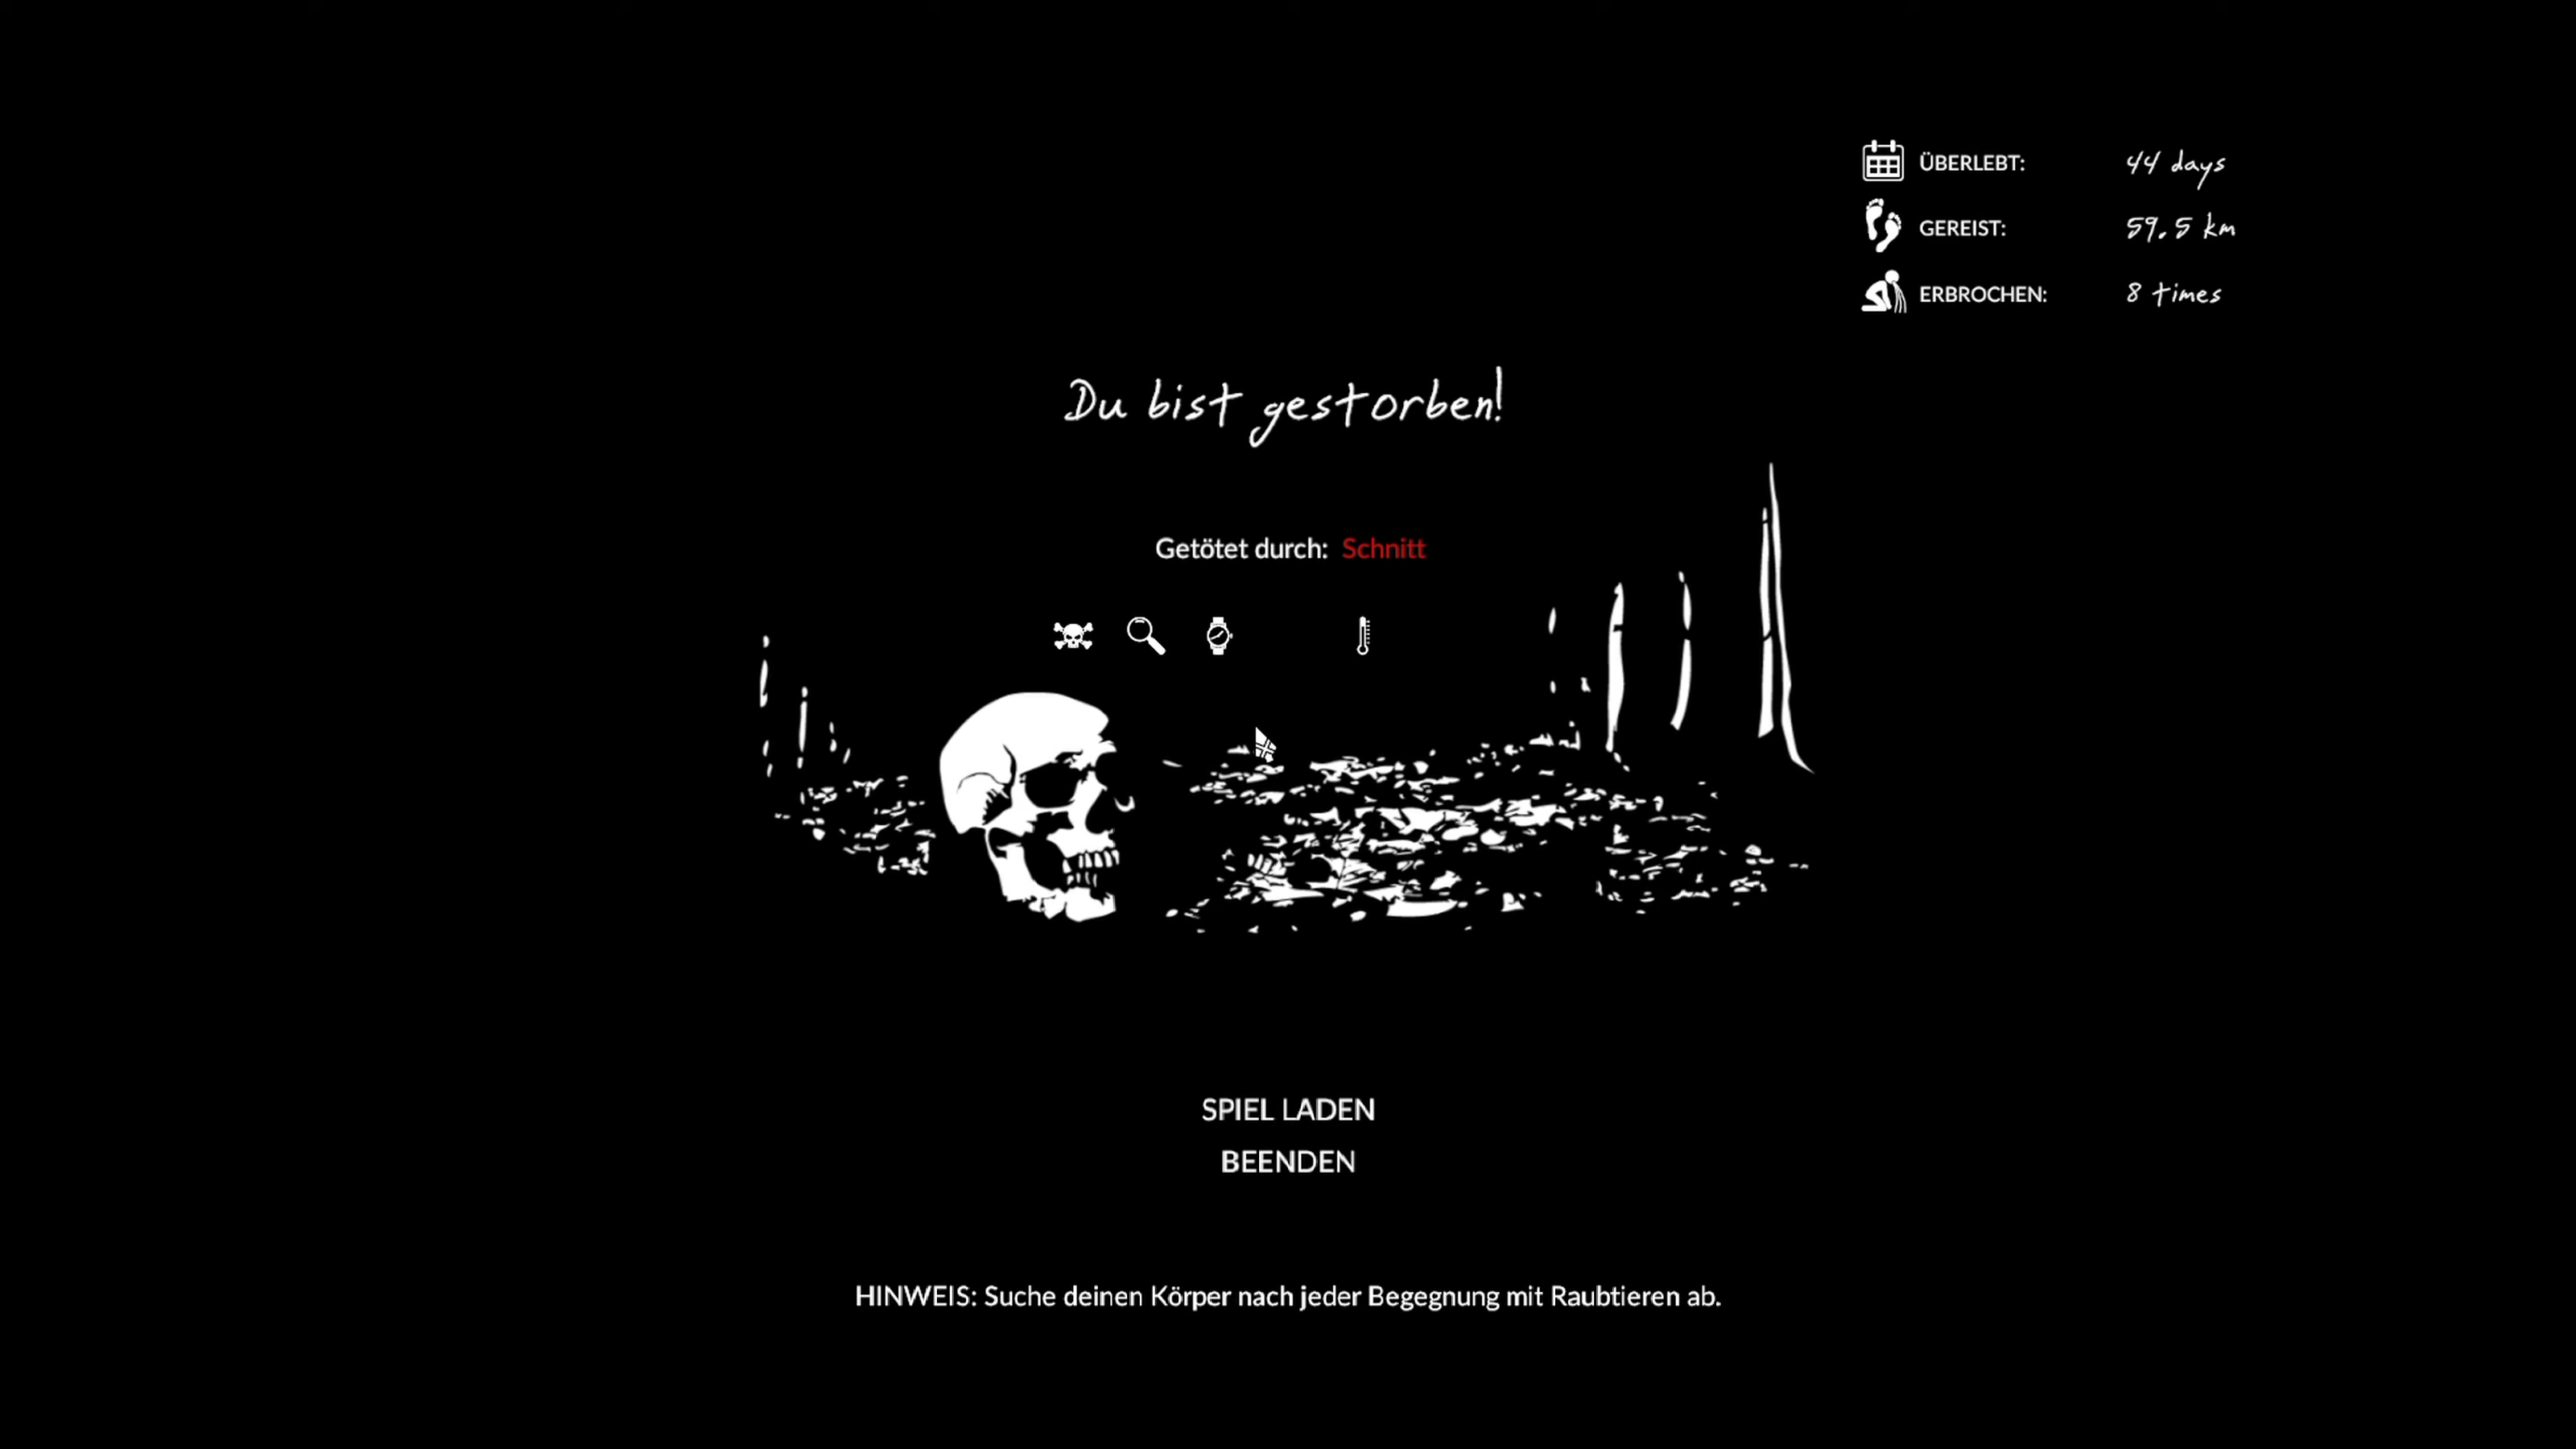 ÜBERLEBT: 44 days
GEREIST: 59.5 km
ERBROCHEN: 8 times
Du bist gestorben!
Getötet durch: Schnitt
SPIEL LADEN
BEENDEN
HINWEIS: Suche deinen Körper nach jeder Begegnung mit Raubtieren ab.